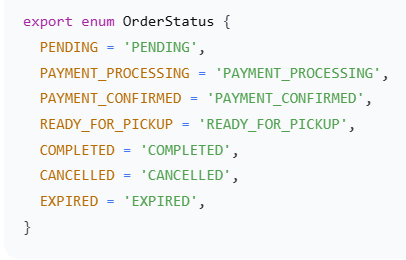 export enum OrderStatus {
  PENDING = 'PENDING',
  PAYMENT_PROCESSING = 'PAYMENT_PROCESSING',
  PAYMENT_CONFIRMED = 'PAYMENT_CONFIRMED',
  READY_FOR_PICKUP = 'READY_FOR_PICKUP',
  COMPLETED = 'COMPLETED',
  CANCELLED = 'CANCELLED',
  EXPIRED = 'EXPIRED',
}